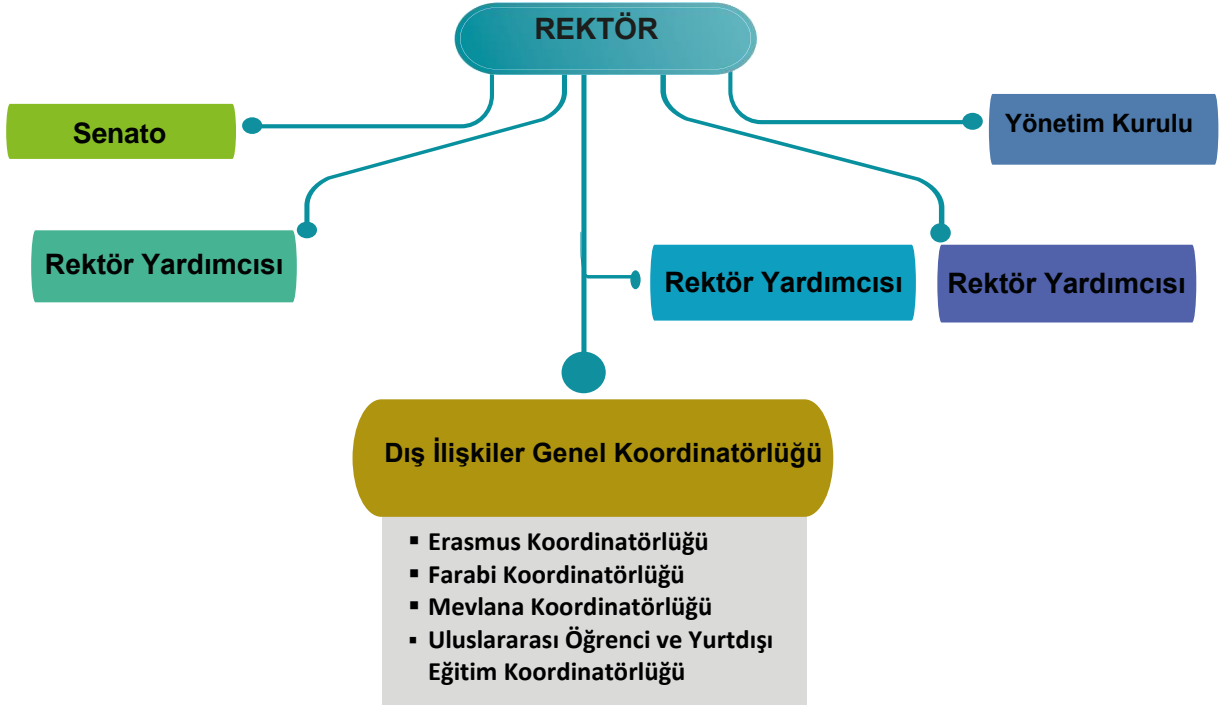 REKTÖR
Senato
Yönetim Kurulu
Rektör Yardımcısı
Rektör Yardımcısı
Rektör Yardımcısı
Dış İlişkiler Genel Koordinatörlüğü
▪ Erasmus Koordinatörlüğü
▪ Farabi Koordinatörlüğü
▪ Mevlana Koordinatörlüğü
▪ Uluslararası Öğrenci ve Yurtdışı
Eğitim Koordinatörlüğü